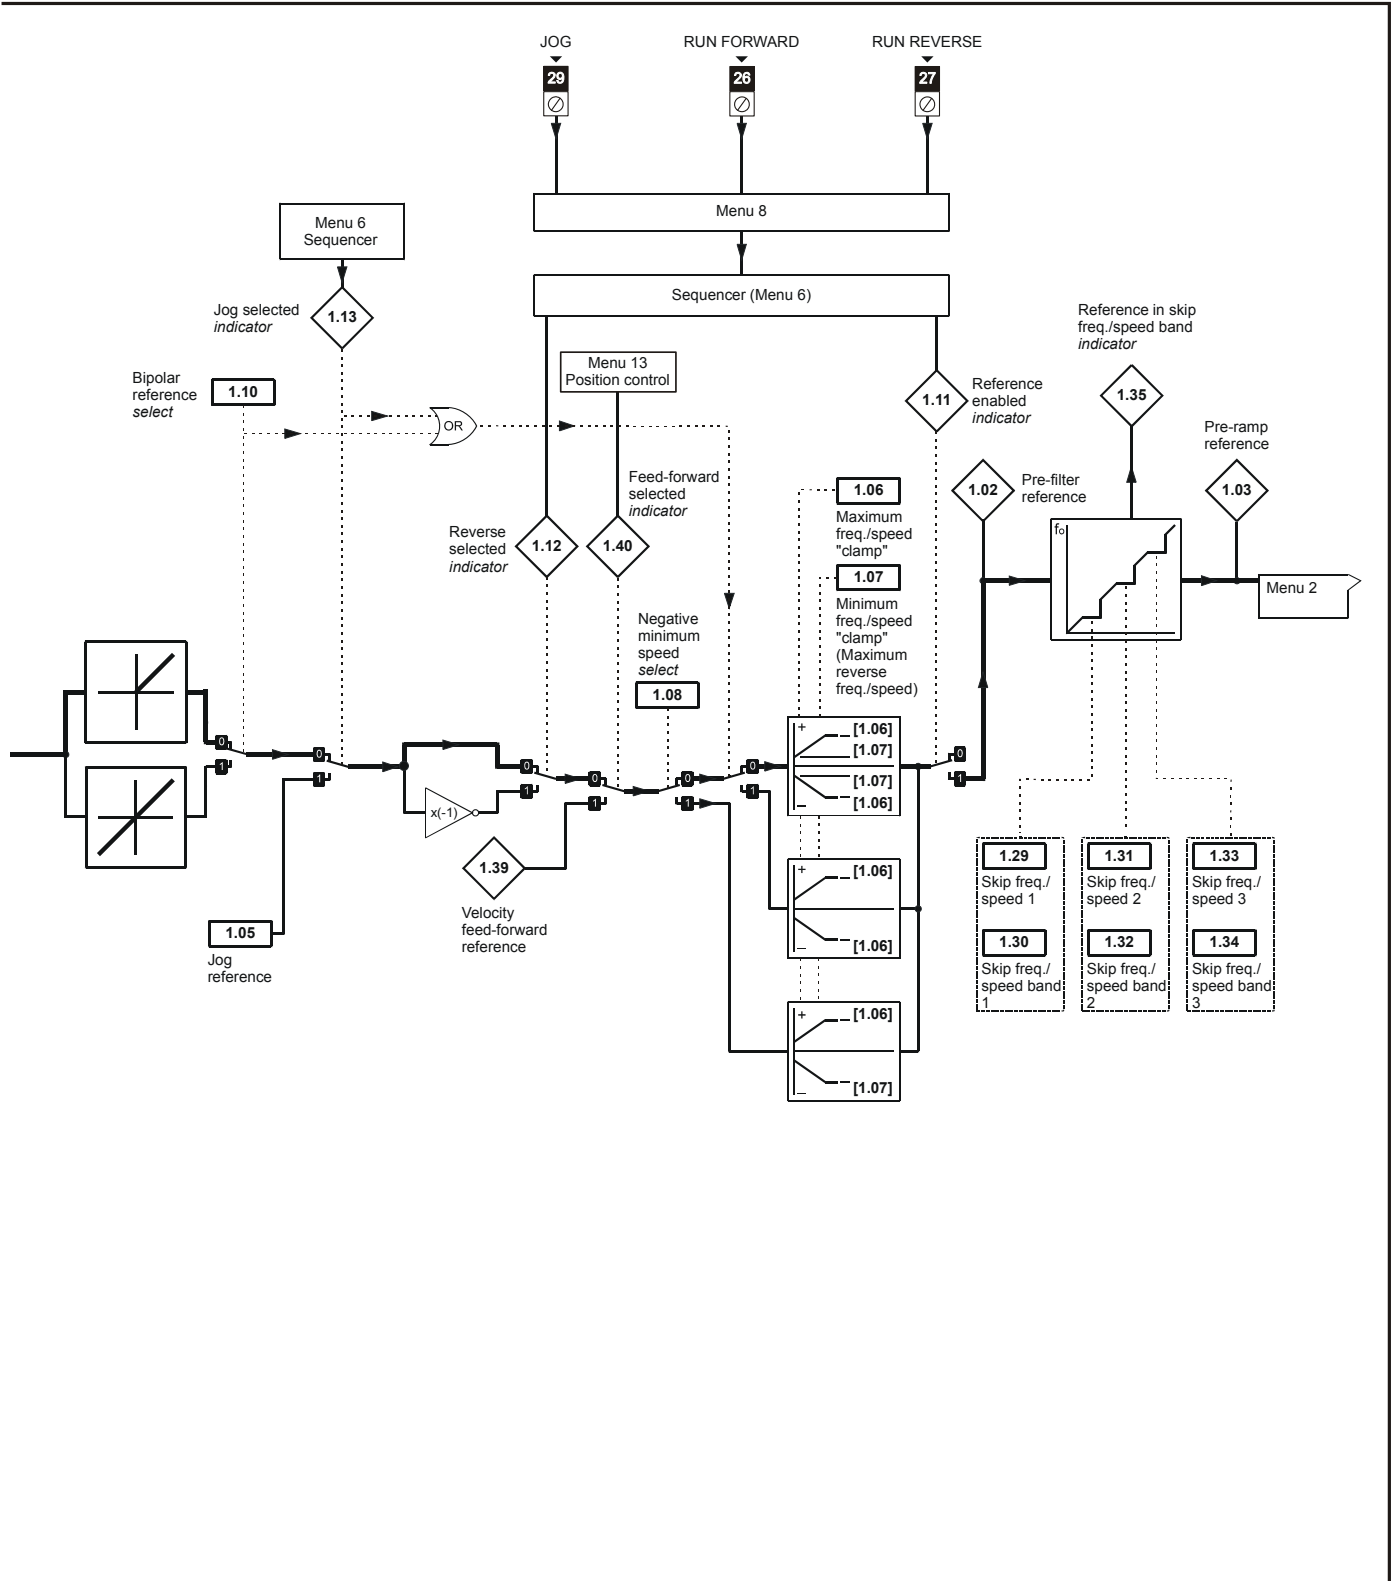 JOG
RUN FORWARD
RUN REVERSE
29
26
27
Menu 8
Menu 6
Sequencer
Sequencer (Menu 6)
Jog selected
indicator
1.13
Menu 13
Position control
Reference in skip
freq./speed band
indicator
1.35
Bipolar
reference
select
1.10
OR
1.11
Reference
enabled
indicator
Pre-ramp
reference
1.03
1.02
Pre-filter
reference
Feed-forward
selected
indicator
1.06
Maximum
freq./speed
"clamp"
Reverse
selected
indicator
1.12
1.40
1.07
Minimum
freq./speed
"clamp"
(Maximum
reverse
freq./speed)
fo
Menu 2
Negative
minimum
speed
select
1.08
0
1
0
1
x(-1)
0
1
0
1
0
1
0
1
+
[1.06]
[1.07]
[1.07]
[1.06]
–
0
1
1.39
Velocity
feed-forward
reference
1.05
Jog
reference
+
[1.06]
[1.06]
–
+
[1.06]
[1.07]
–
1.29
Skip freq./
speed 1
1.30
Skip freq./
speed band
1
1.31
Skip freq./
speed 2
1.32
Skip freq./
speed band
2
1.33
Skip freq./
speed 3
1.34
Skip freq./
speed band
3